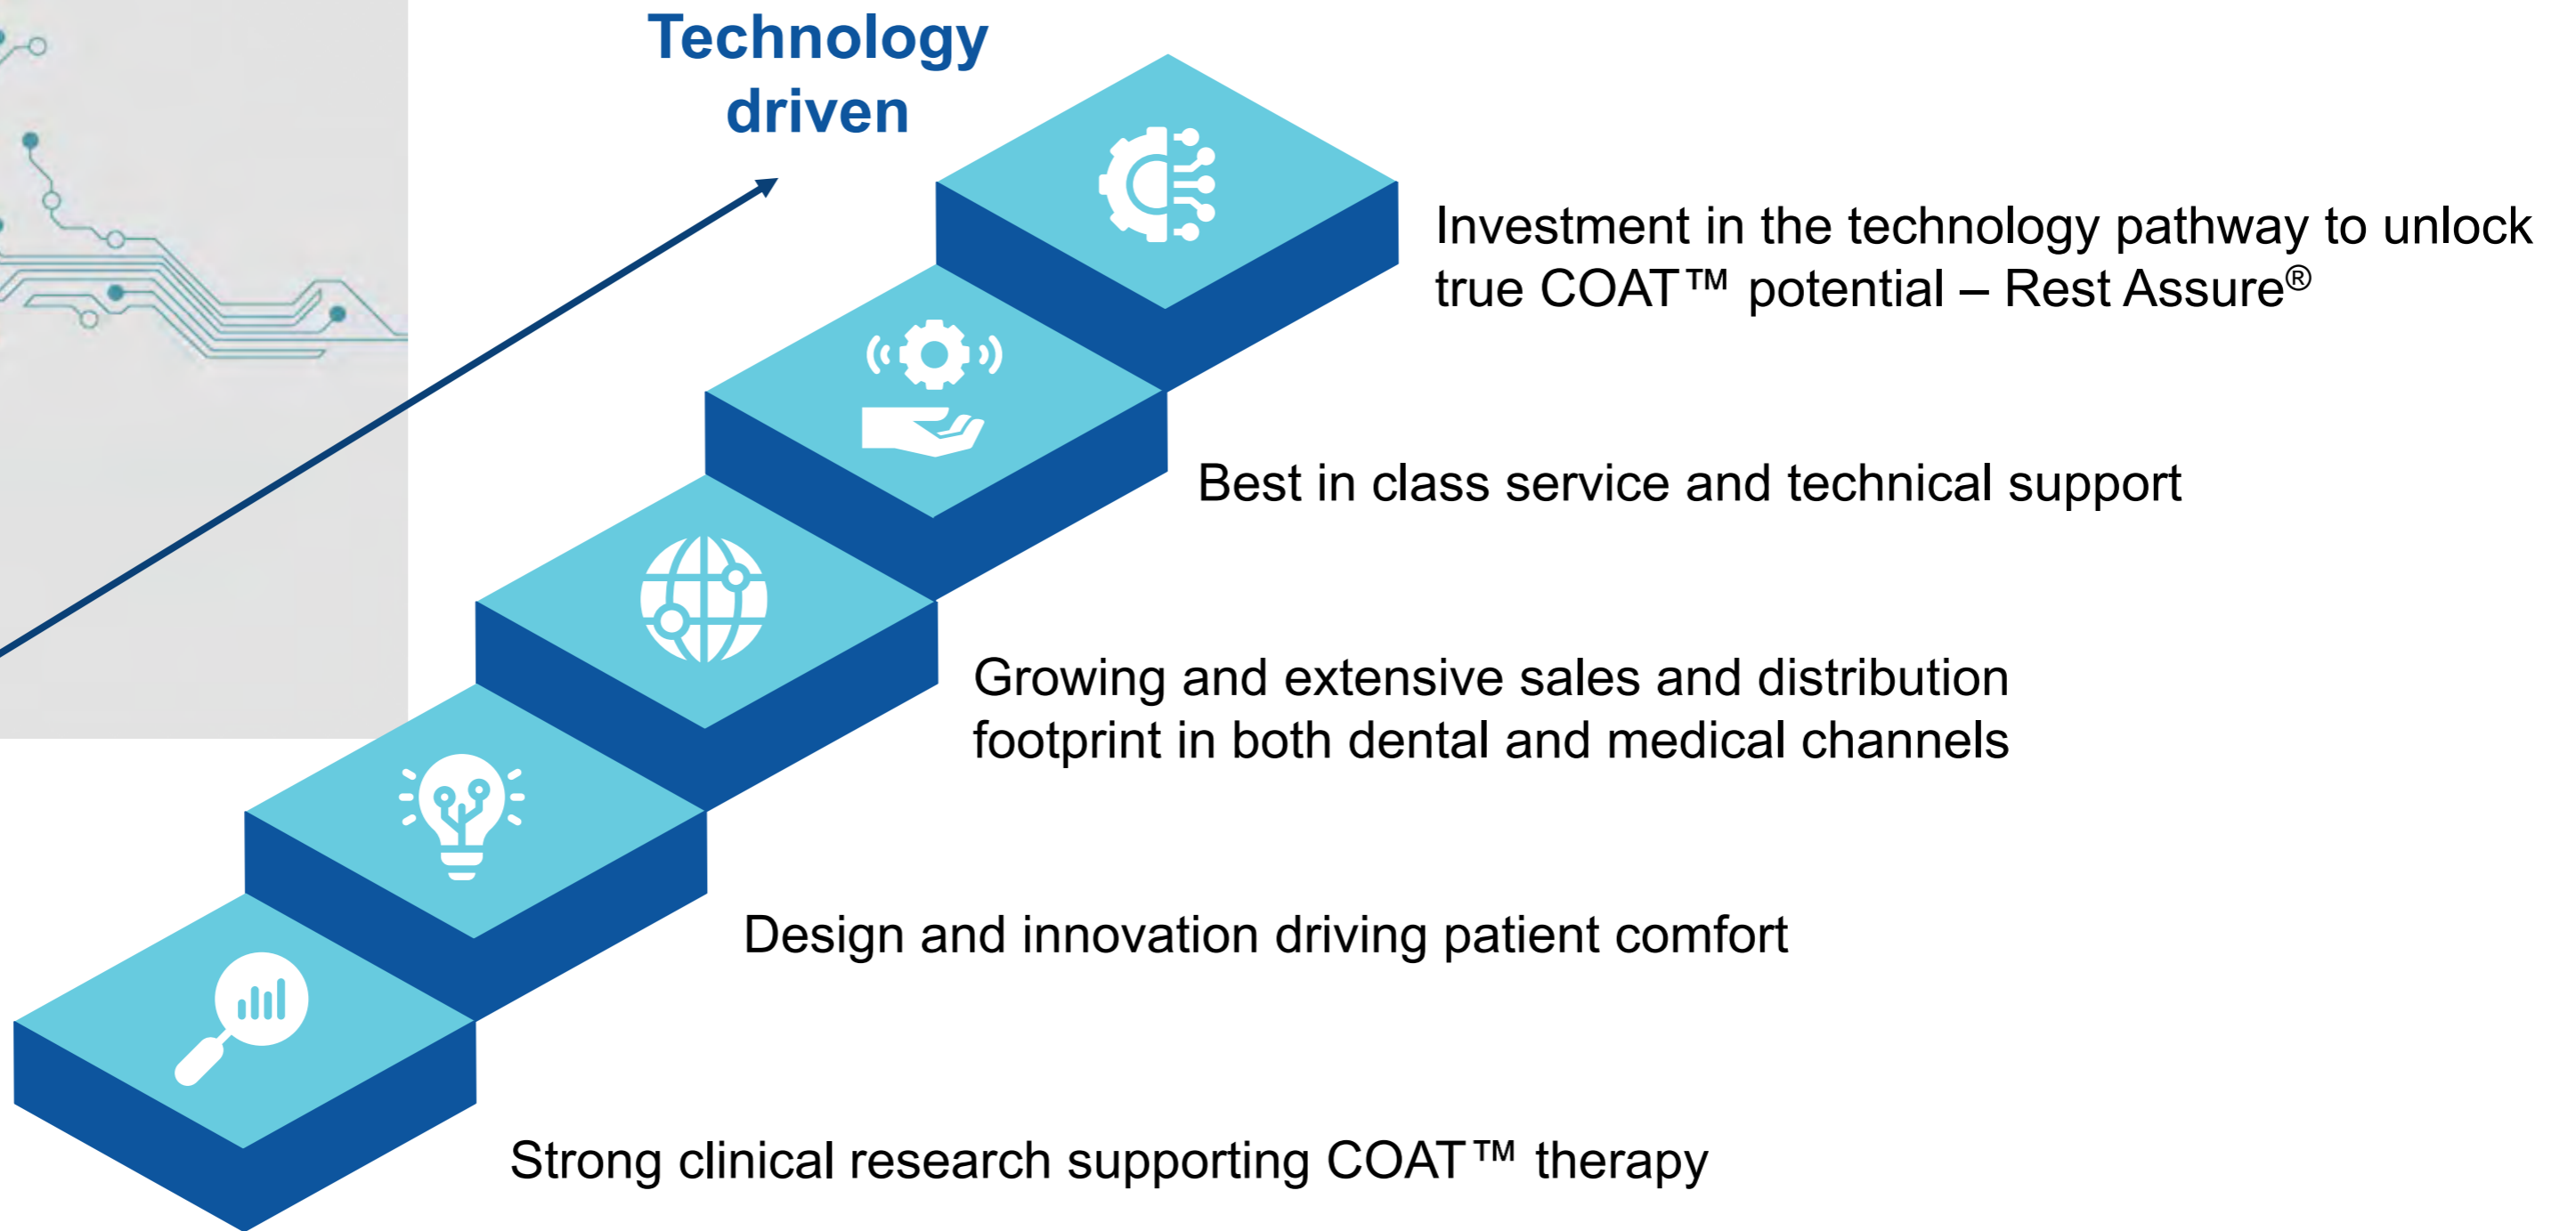 Technology
driven
Investment in the technology pathway to unlock
true COAT™ potential – Rest Assure®
Best in class service and technical support
Growing and extensive sales and distribution
footprint in both dental and medical channels
Design and innovation driving patient comfort
Strong clinical research supporting COAT™ therapy